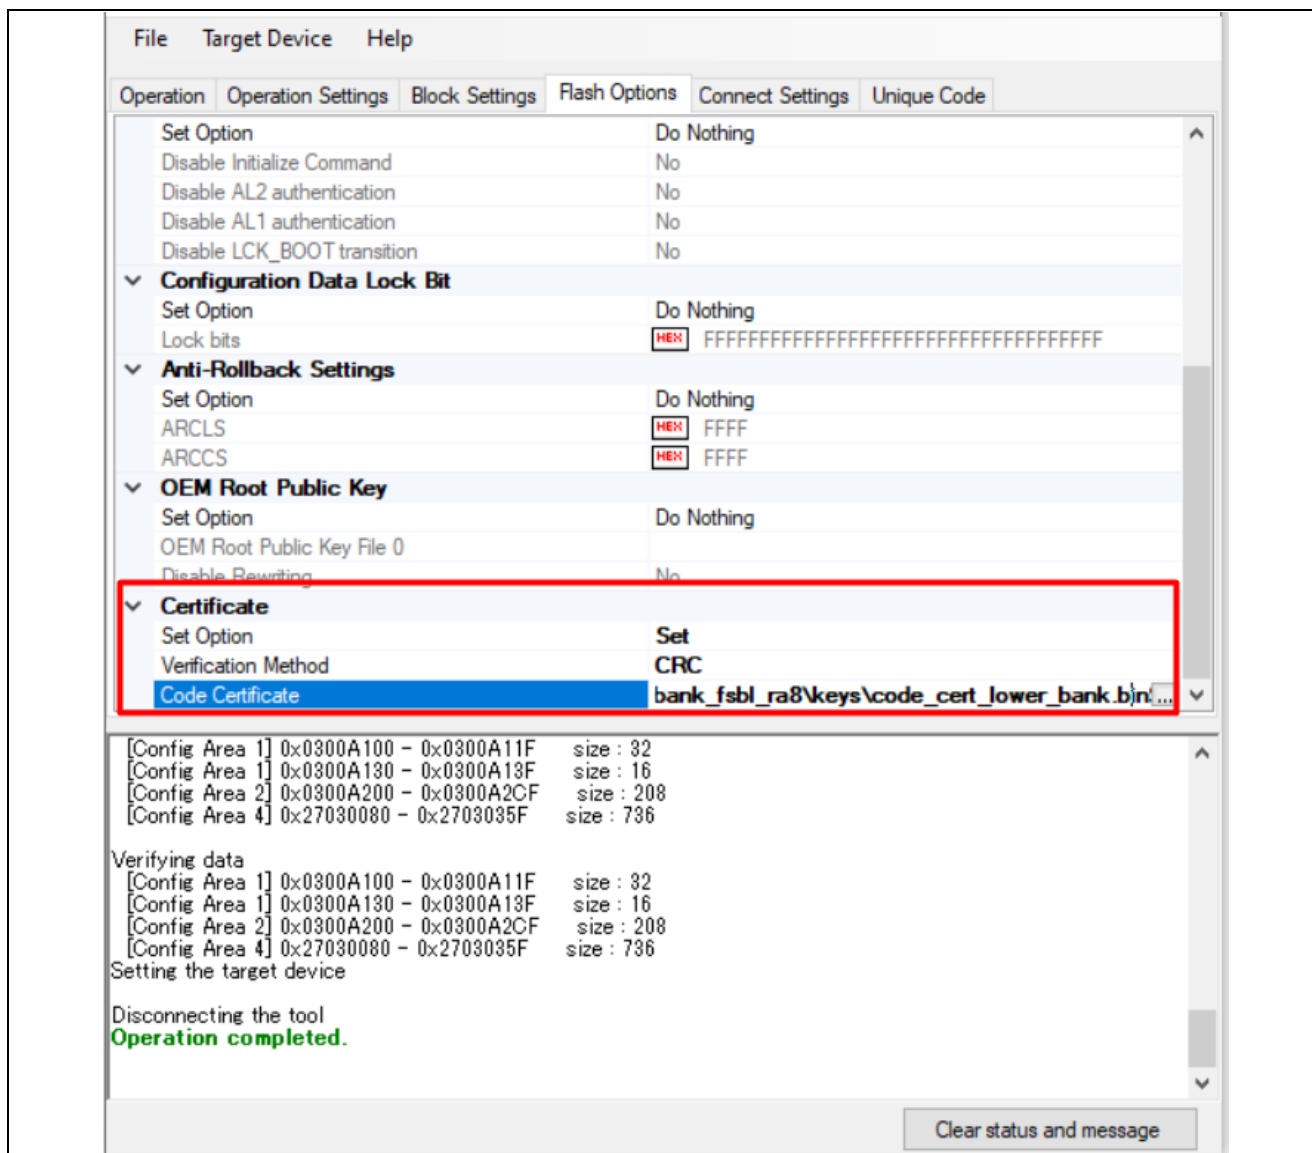 File Target Device Help
Operation Operation Settings Block Settings Flash Options Connect Settings Unique Code
Set Option Do Nothing
Disable Initialize Command No
Disable AL2 authentication No
Disable AL1 authentication No
Disable LCK_BOOT transition No
Configuration Data Lock Bit
Set Option Do Nothing
Lock bits HEX FFFFFFFFFFFFFFFFFFFFFFFFFFFFFFFFFFFF
Anti-Rollback Settings
Set Option Do Nothing
ARCLS HEX FFFF
ARCCS HEX FFFF
OEM Root Public Key
Set Option Do Nothing
OEM Root Public Key File 0
Disable Rewriting No
Certificate
Set Option Set
Verification Method CRC
Code Certificate bank_fsbl_ra8\keys\code_cert_lower_bank.bin ...
[Config Area 1] 0x0300A100 - 0x0300A11F size : 32
[Config Area 1] 0x0300A130 - 0x0300A13F size : 16
[Config Area 2] 0x0300A200 - 0x0300A2CF size : 208
[Config Area 4] 0x27030080 - 0x2703035F size : 736
Verifying data
[Config Area 1] 0x0300A100 - 0x0300A11F size : 32
[Config Area 1] 0x0300A130 - 0x0300A13F size : 16
[Config Area 2] 0x0300A200 - 0x0300A2CF size : 208
[Config Area 4] 0x27030080 - 0x2703035F size : 736
Setting the target device
Disconnecting the tool
Operation completed.
Clear status and message